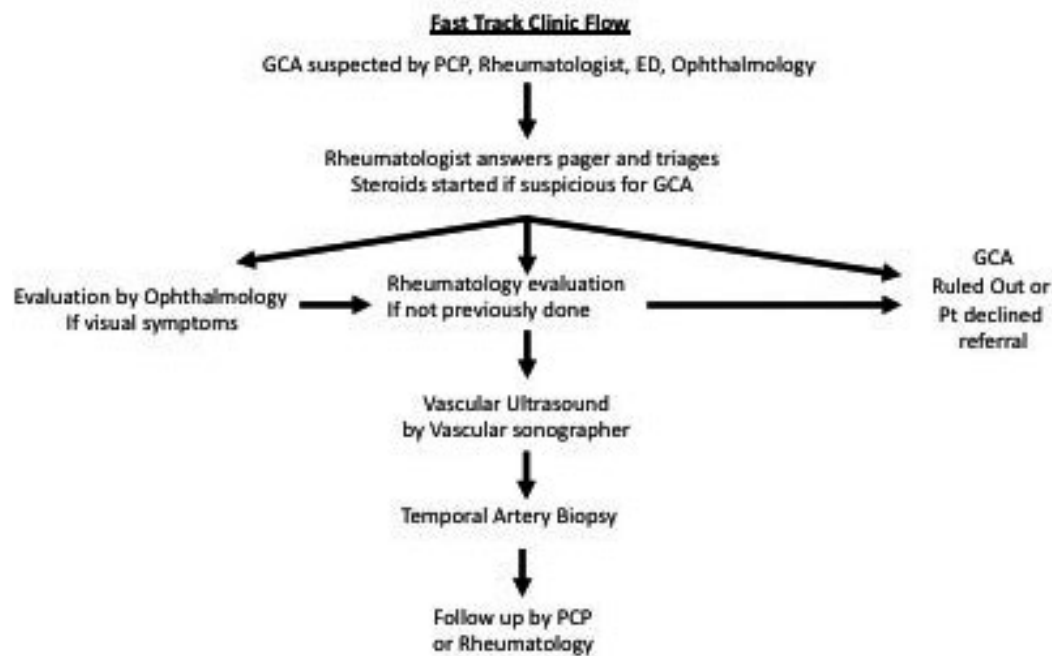 Fast Track Clinic Flow
GCA suspected by PCP, Rheumatologist, ED, Ophthalmology
Rheumatologist answers pager and triages
Steroids started if suspicious for GCA
Evaluation by Ophthalmology
If visual symptoms
Rheumatology evaluation
If not previously done
GCA
Ruled Out or
Pt declined
referral
Vascular Ultrasound
by Vascular sonographer
Temporal Artery Biopsy
Follow up by PCP
or Rheumatology